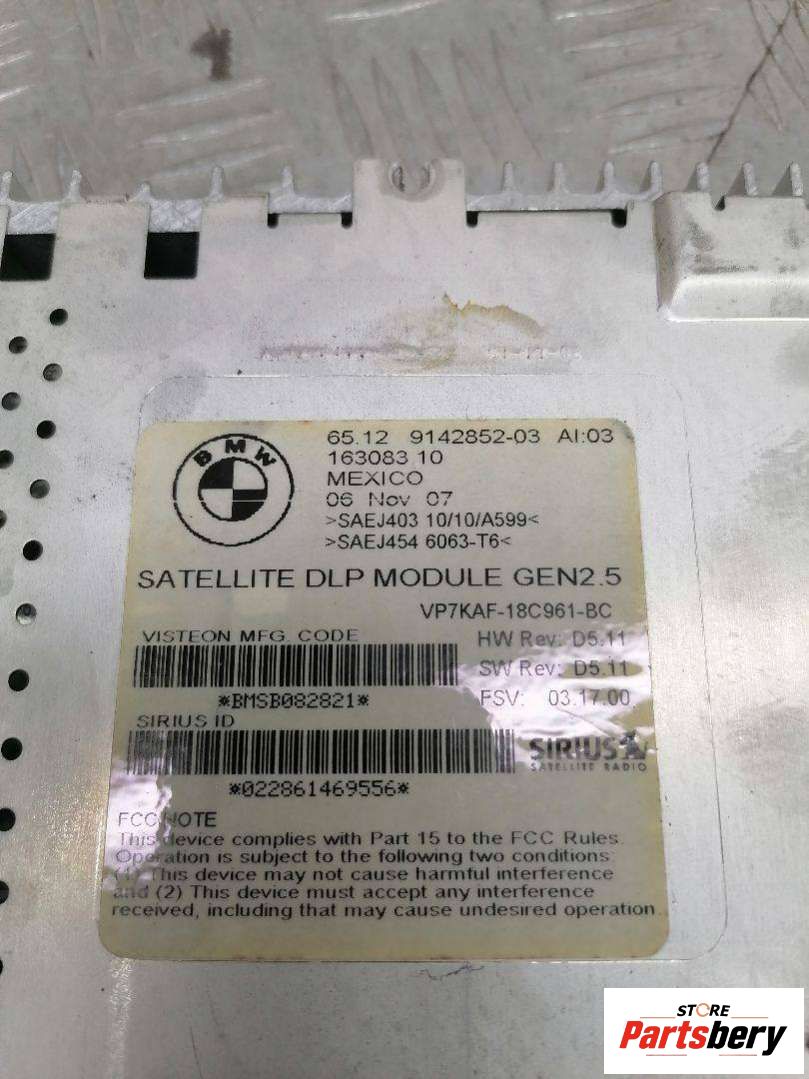 BMW
65.12 9142852-03 AI:03
163083 10
MEXICO
06 Nov 07
>SAEJ403 10/10/A599<
>SAEJ454 6063-T6<
SATELLITE DLP MODULE GEN2.5
VP7KAF-18C961-BC
VISTEON MFG. CODE
HW Rev: D5.11
SW Rev: D5.11
*BMSB082821*
FSV: 03.17.00
SIRIUS ID
SIRIUS
SATELLITE RADIO
*022861469556*
FCC NOTE
This device complies with Part 15 to the FCC Rules
Operation is subject to the following two conditions:
(1) This device may not cause harmful interference
and (2) This device must accept any interference
received, including that may cause undesired operation.
STORE
Partsbery